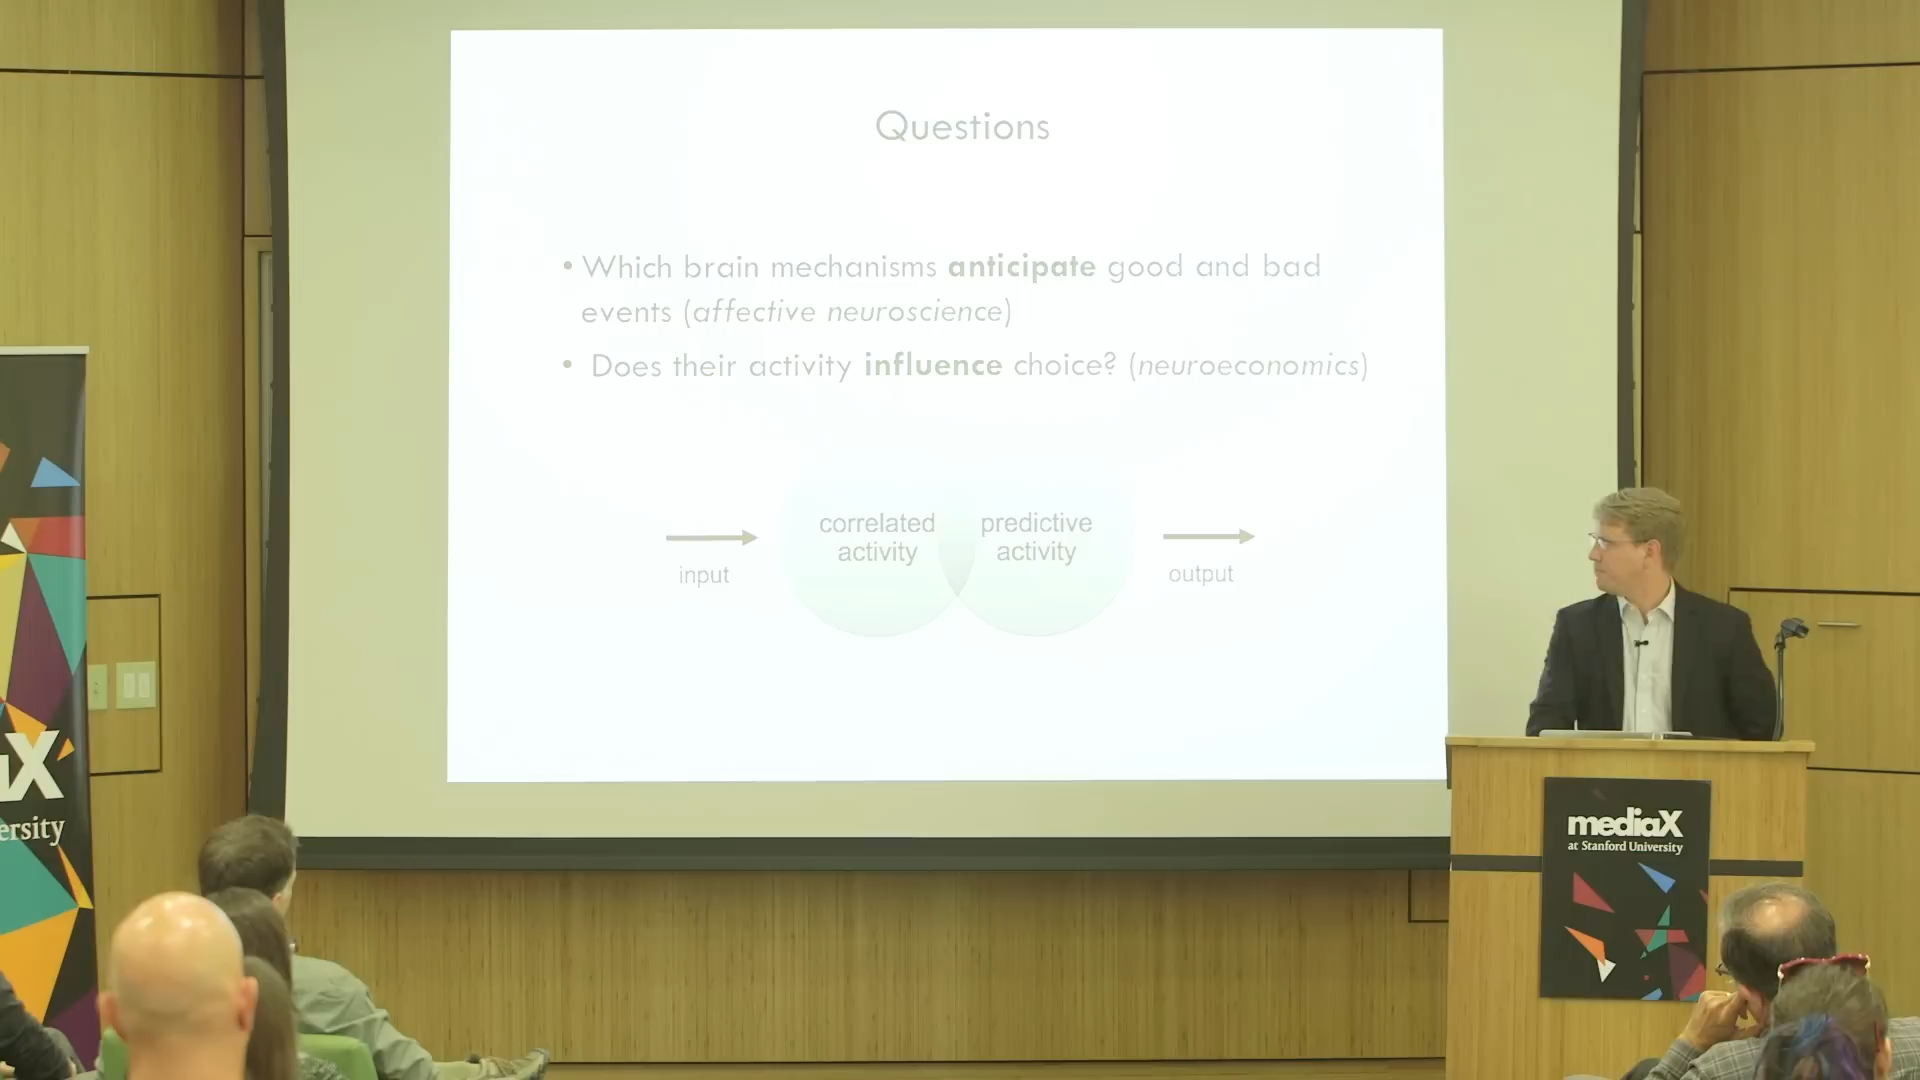 Questions
• Which brain mechanisms anticipate good and bad
events (affective neuroscience)
• Does their activity influence choice? (neuroeconomics)
correlated
activity
predictive
activity
input
output
aX
ersity
mediaX
at Stanford University